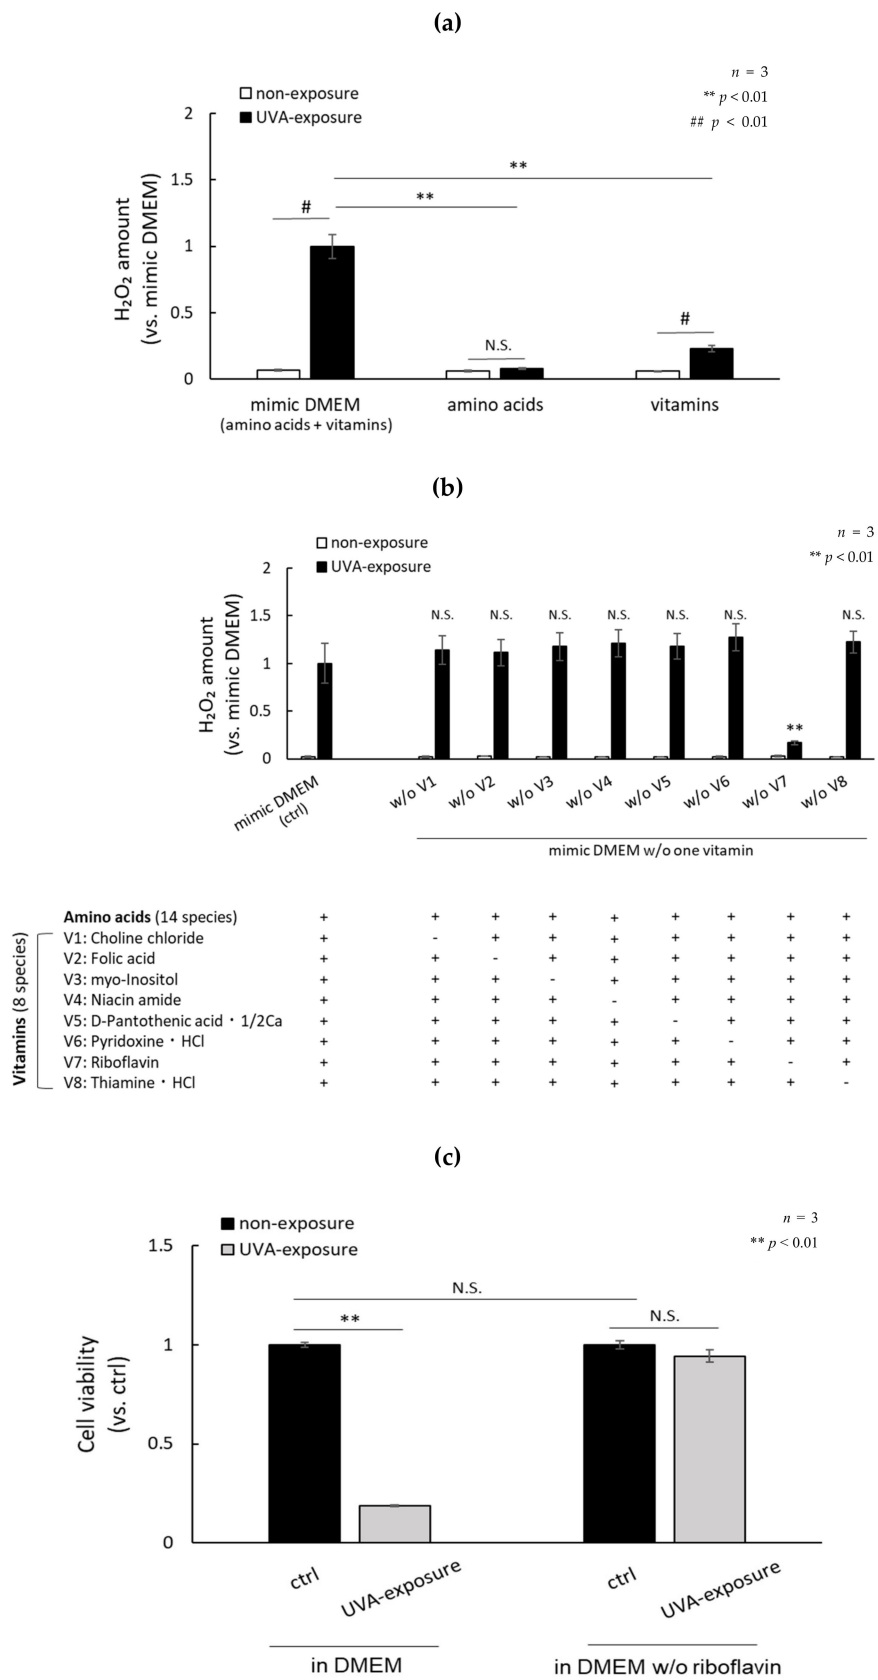 (a)
n = 3
** p < 0.01
## p < 0.01
non-exposure
UVA-exposure
H₂O₂ amount
(vs. mimic DMEM)
2
1.5
1
0.5
0
**
**
#
N.S.
#
mimic DMEM
(amino acids + vitamins)
amino acids
vitamins
(b)
n = 3
** p < 0.01
non-exposure
UVA-exposure
H₂O₂ amount
(vs. mimic DMEM)
2
1.5
1
0.5
0
N.S. N.S. N.S. N.S. N.S. N.S. ** N.S.
mimic DMEM
(ctrl)
w/o V1 w/o V2 w/o V3 w/o V4 w/o V5 w/o V6 w/o V7 w/o V8
mimic DMEM w/o one vitamin
Vitamins (8 species)
Amino acids (14 species) + + + + + + + + +
V1: Choline chloride + - + + + + + + +
V2: Folic acid + + - + + + + + +
V3: myo-Inositol + + + - + + + + +
V4: Niacin amide + + + + - + + + +
V5: D-Pantothenic acid・1/2Ca + + + + + - + + +
V6: Pyridoxine・HCl + + + + + + - + +
V7: Riboflavin + + + + + + + - +
V8: Thiamine・HCl + + + + + + + + -
(c)
n = 3
** p < 0.01
non-exposure
UVA-exposure
Cell viability
(vs. ctrl)
1.5
1
0.5
0
N.S.
**
N.S.
ctrl
UVA-exposure
ctrl
UVA-exposure
in DMEM
in DMEM w/o riboflavin